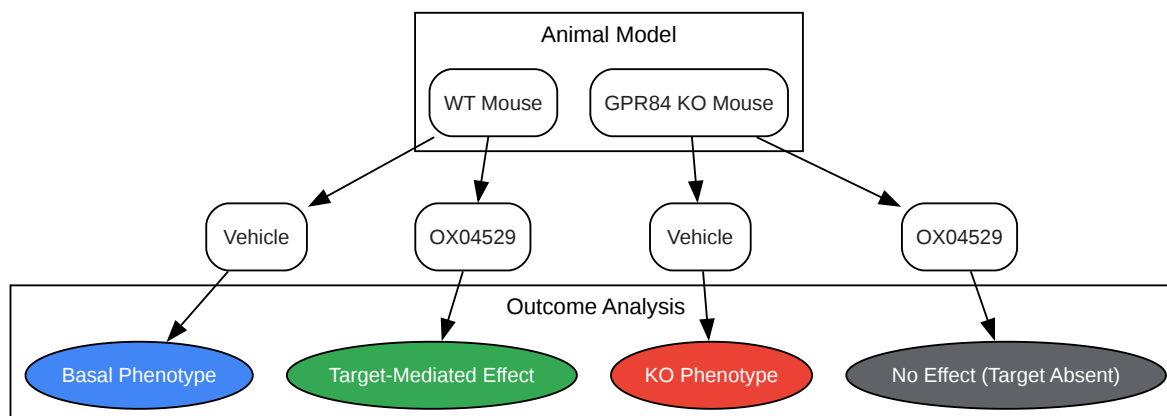 Animal Model
WT Mouse
GPR84 KO Mouse
Vehicle
OX04529
Vehicle
OX04529
Outcome Analysis
Basal Phenotype
Target-Mediated Effect
KO Phenotype
No Effect (Target Absent)